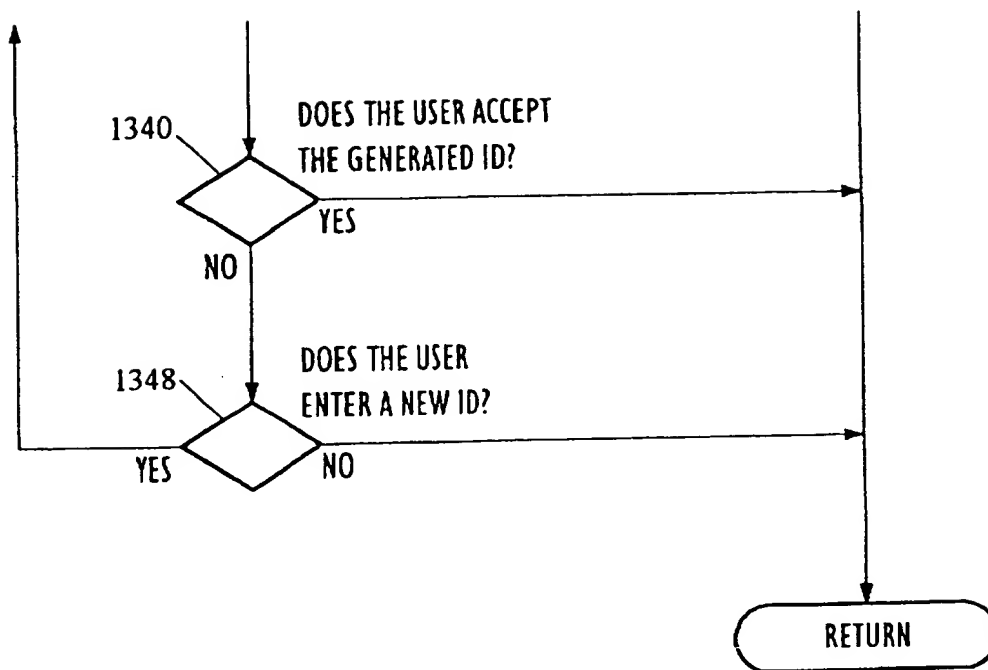 DOES THE USER ACCEPT
THE GENERATED ID?
1340
YES
NO
DOES THE USER
ENTER A NEW ID?
1348
YES
NO
RETURN